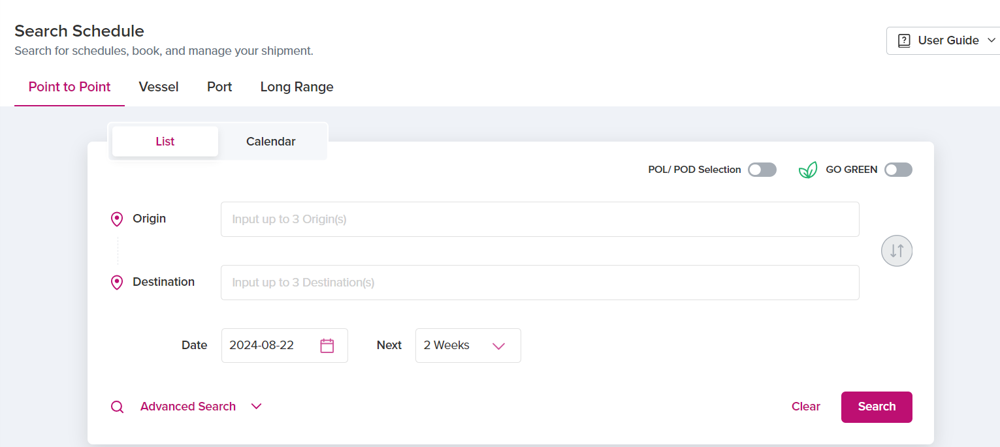 Search Schedule
Search for schedules, book, and manage your shipment.
User Guide
Point to Point Vessel Port Long Range
List Calendar
POL/ POD Selection GO GREEN
Origin Input up to 3 Origin(s)
Destination Input up to 3 Destination(s)
Date 2024-08-22 Next 2 Weeks
Advanced Search Clear Search